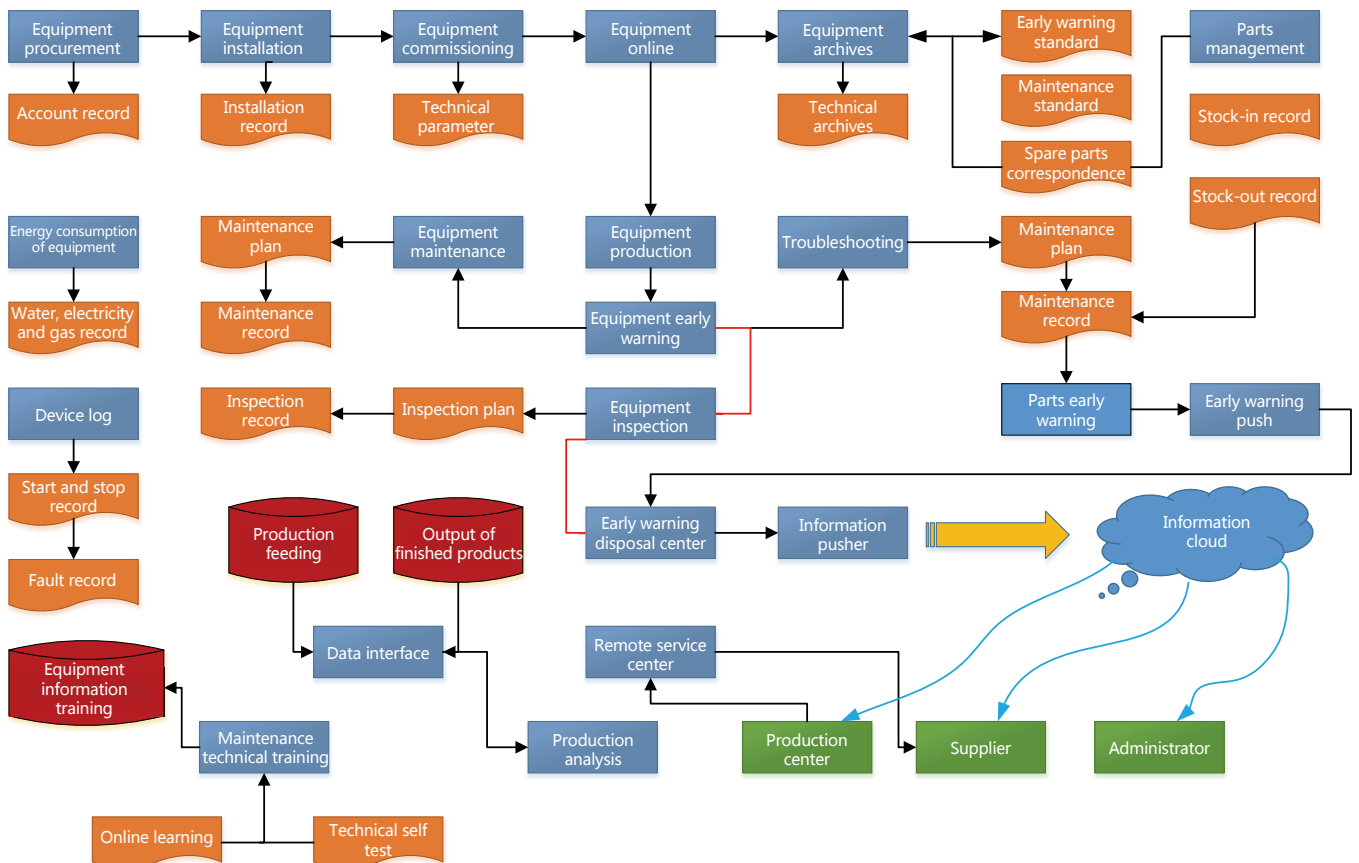 Equipment
procurement
Equipment
installation
Equipment
commissioning
Equipment
online
Equipment
archives
Early warning
standard
Parts
management
Account record
Installation
record
Technical
parameter
Technical
archives
Maintenance
standard
Stock-in record
Spare parts
correspondence
Stock-out record
Energy consumption
of equipment
Maintenance
plan
Equipment
maintenance
Equipment
production
Troubleshooting
Maintenance
plan
Water, electricity
and gas record
Maintenance
record
Equipment early
warning
Maintenance
record
Device log
Inspection
record
Inspection plan
Equipment
inspection
Parts early
warning
Early warning
push
Start and stop
record
Production
feeding
Output of
finished products
Early warning
disposal center
Information
pusher
Information
cloud
Fault record
Data interface
Remote service
center
Equipment
information
training
Maintenance
technical training
Production
analysis
Production
center
Supplier
Administrator
Online learning
Technical self
test